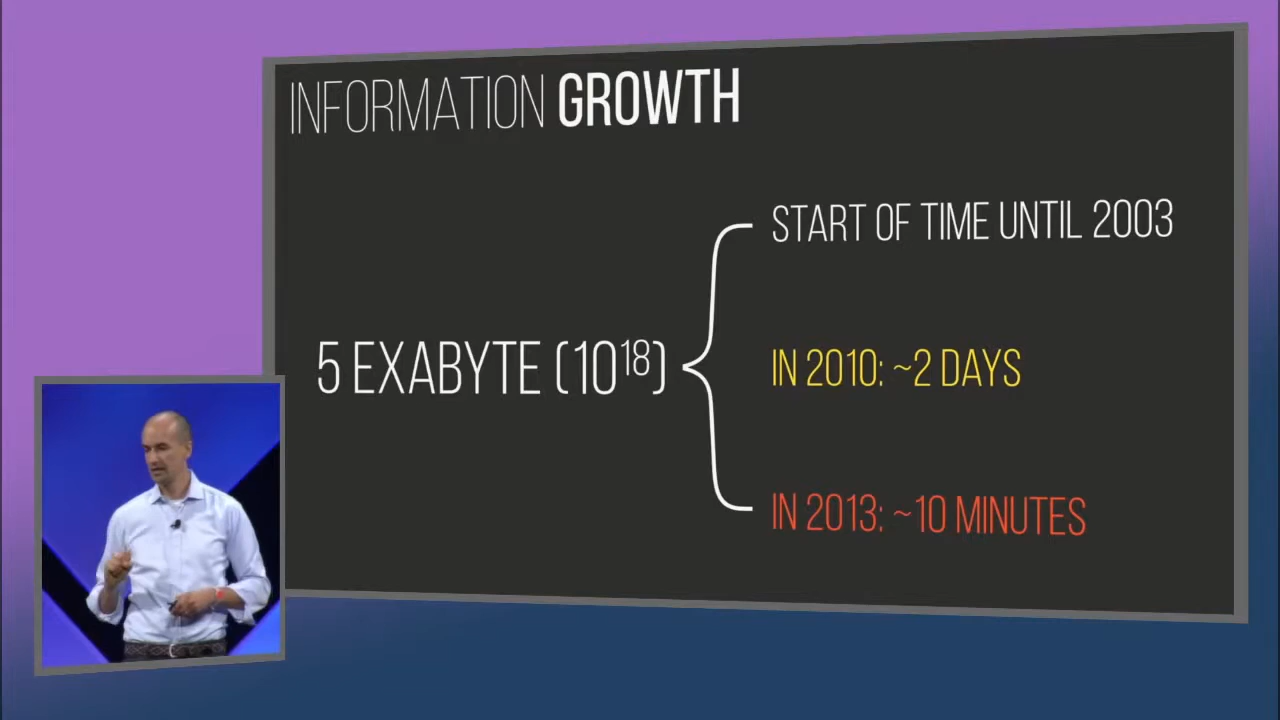 INFORMATION GROWTH
START OF TIME UNTIL 2003
5 EXABYTE (10¹⁸)
IN 2010: ~2 DAYS
IN 2013: ~10 MINUTES